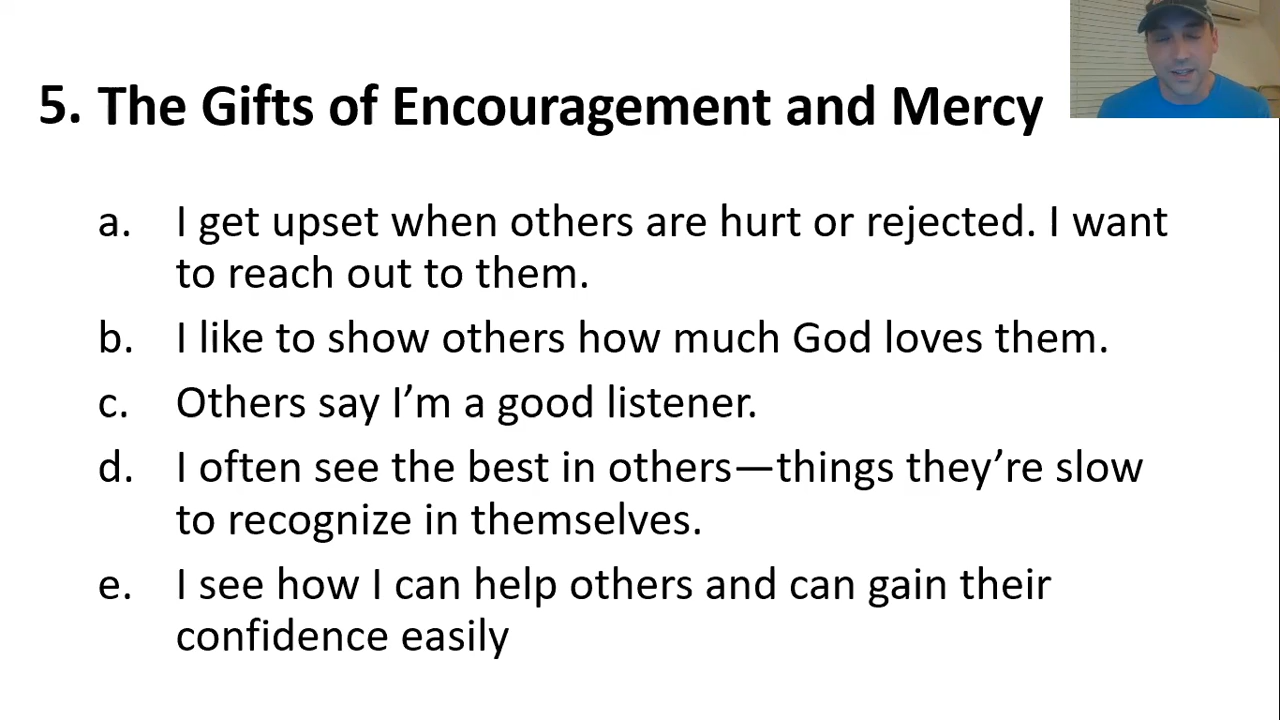 5. The Gifts of Encouragement and Mercy
a. I get upset when others are hurt or rejected. I want
to reach out to them.
b. I like to show others how much God loves them.
c. Others say I’m a good listener.
d. I often see the best in others—things they’re slow
to recognize in themselves.
e. I see how I can help others and can gain their
confidence easily